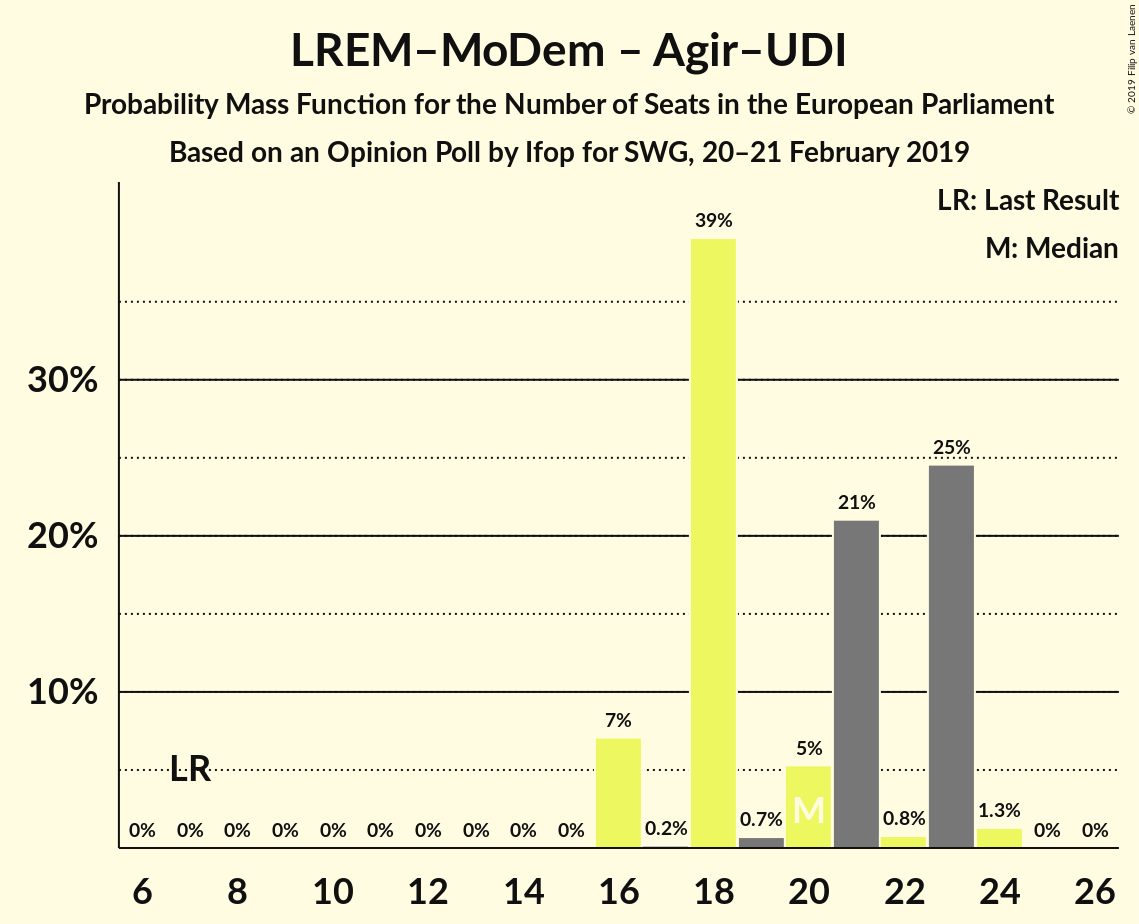 LREM–MoDem – Agir–UDI
Probability Mass Function for the Number of Seats in the European Parliament
Based on an Opinion Poll by Ifop for SWG, 20–21 February 2019
© 2019 Filip van Laenen
LR: Last Result
M: Median
39%
30%
25%
21%
20%
10%
7%
5%
LR
M
0% 0% 0% 0% 0% 0% 0% 0% 0% 0% 0.2% 0.7% 0.8% 1.3% 0% 0%
6 8 10 12 14 16 18 20 22 24 26